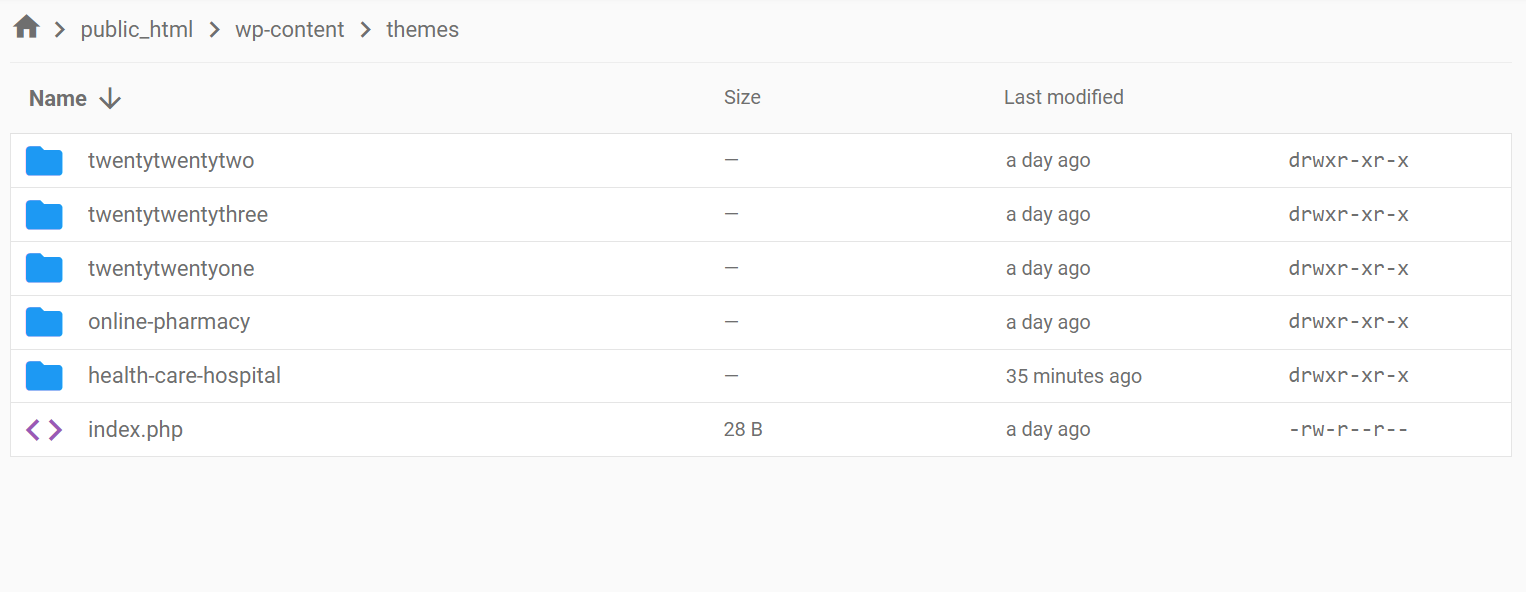 public_html > wp-content > themes
Name Size Last modified
twentytwentytwo — a day ago drwxr-xr-x
twentytwentythree — a day ago drwxr-xr-x
twentytwentyone — a day ago drwxr-xr-x
online-pharmacy — a day ago drwxr-xr-x
health-care-hospital — 35 minutes ago drwxr-xr-x
index.php 28 B a day ago -rw-r--r--